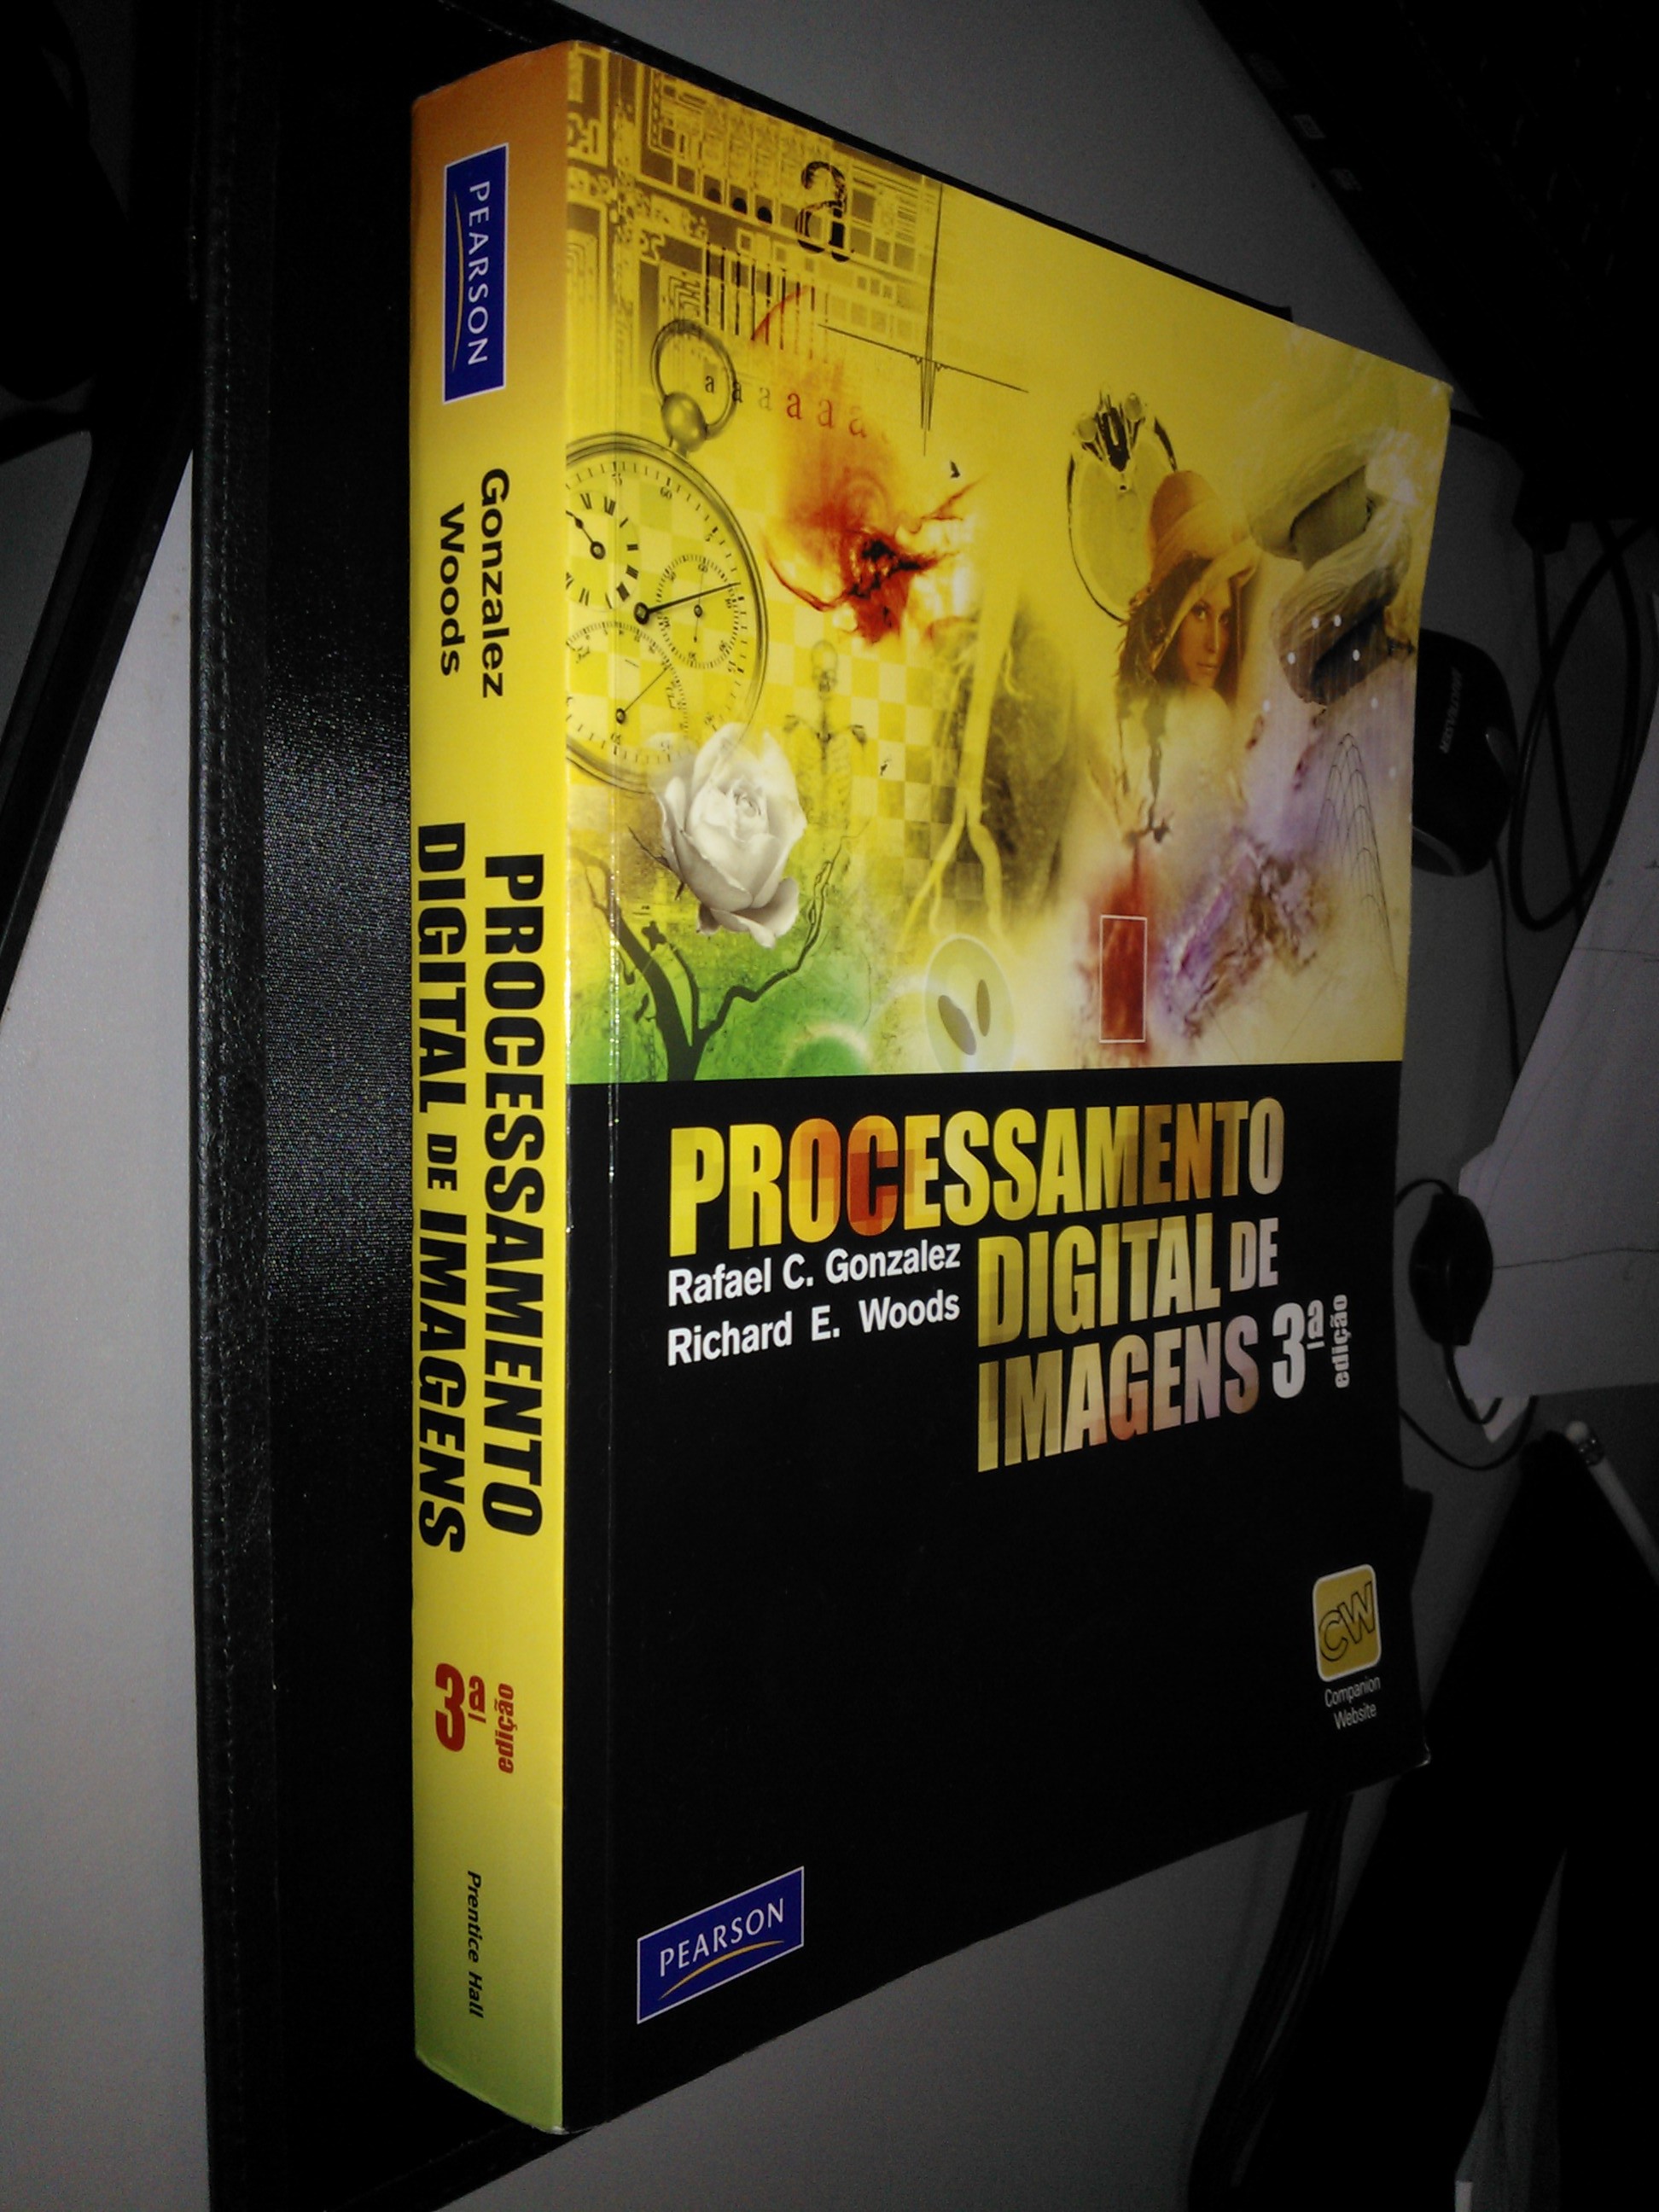 PEARSON
Gonzalez
Woods
PROCESSAMENTO
DIGITAL DE IMAGENS
3ª
edição
Prentice Hall
a
a a a a a a
PROCESSAMENTO
DIGITAL DE
IMAGENS 3ª
edição
Rafael C. Gonzalez
Richard E. Woods
CW
Companion
Website
PEARSON